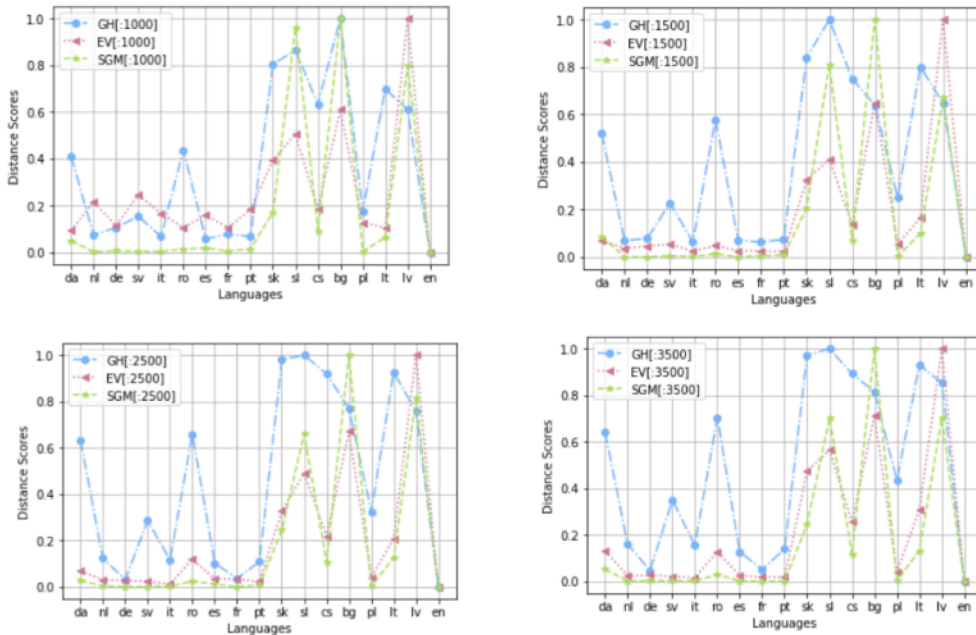 GH[:1000]
EV[:1000]
SGM[:1000]
1.0
0.8
0.6
0.4
0.2
0.0
Distance Scores
da nl de sv it ro es fr pt sk sl cs bg pl lt lv en
Languages
GH[:1500]
EV[:1500]
SGM[:1500]
1.0
0.8
0.6
0.4
0.2
0.0
Distance Scores
da nl de sv it ro es fr pt sk sl cs bg pl lt lv en
Languages
GH[:2500]
EV[:2500]
SGM[:2500]
1.0
0.8
0.6
0.4
0.2
0.0
Distance Scores
da nl de sv it ro es fr pt sk sl cs bg pl lt lv en
Languages
GH[:3500]
EV[:3500]
SGM[:3500]
1.0
0.8
0.6
0.4
0.2
0.0
Distance Scores
da nl de sv it ro es fr pt sk sl cs bg pl lt lv en
Languages